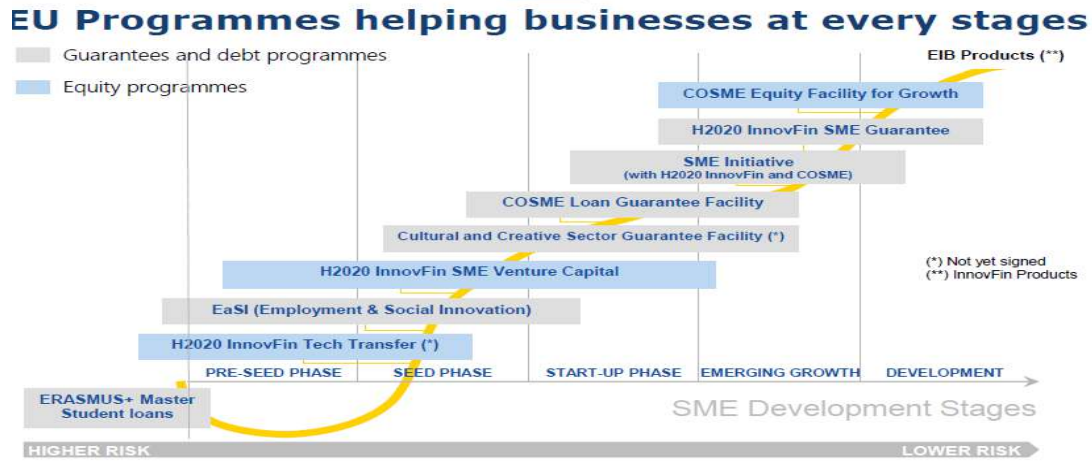 EU Programmes helping businesses at every stages
Guarantees and debt programmes
Equity programmes
EIB Products (**)
COSME Equity Facility for Growth
H2020 InnovFin SME Guarantee
SME Initiative
(with H2020 InnovFin and COSME)
COSME Loan Guarantee Facility
Cultural and Creative Sector Guarantee Facility (*)
H2020 InnovFin SME Venture Capital
(*) Not yet signed
(**) InnovFin Products
EaSI (Employment & Social Innovation)
H2020 InnovFin Tech Transfer (*)
PRE-SEED PHASE
SEED PHASE
START-UP PHASE
EMERGING GROWTH
DEVELOPMENT
ERASMUS+ Master
Student loans
SME Development Stages
HIGHER RISK
LOWER RISK